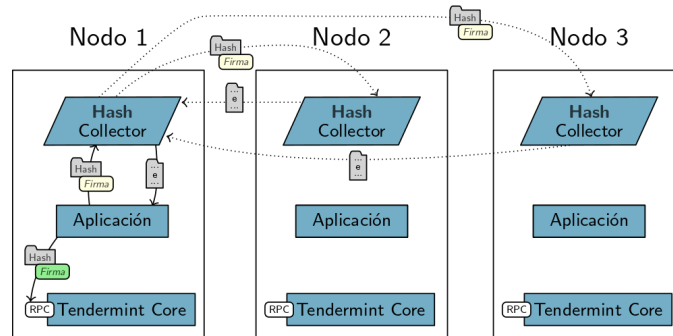 Hash
Firma
Nodo 1
Nodo 2
Nodo 3
Hash
Firma
Hash
Collector
...
e
...
Hash
Collector
Hash
Collector
Hash
Firma
...
e
...
...
e
...
Aplicación
Aplicación
Aplicación
Hash
Firma
RPC
Tendermint Core
RPC
Tendermint Core
RPC
Tendermint Core